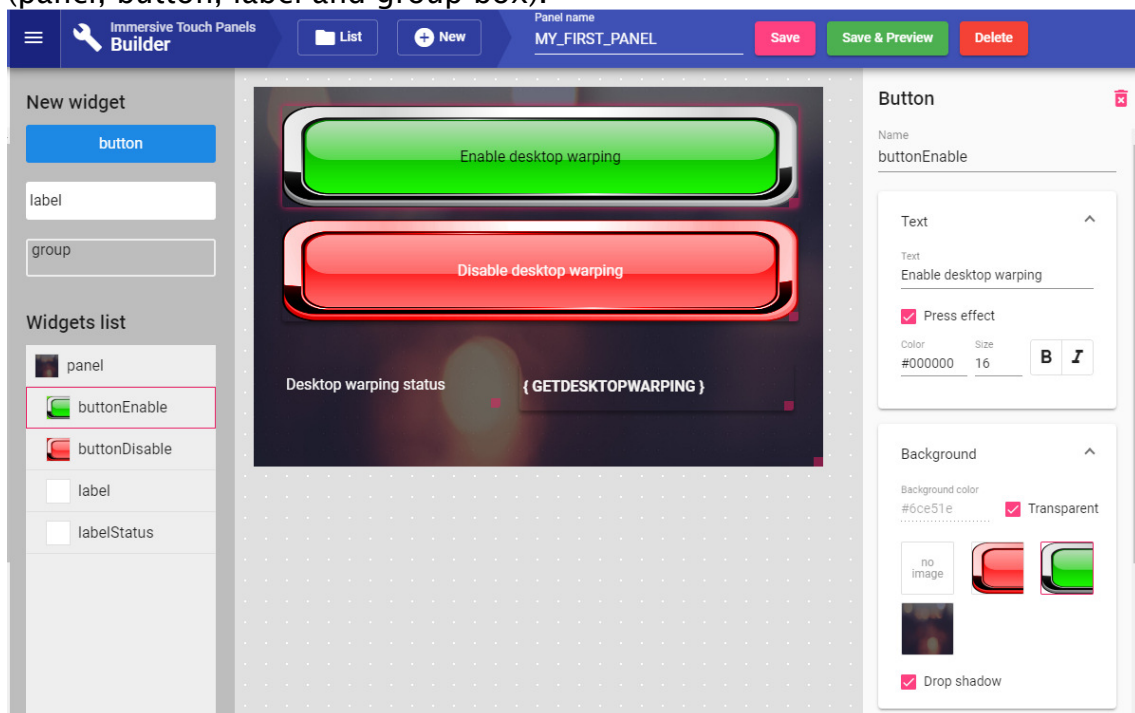 (panel, button, label and group box).
Immersive Touch Panels
Builder
List
New
Panel name
MY_FIRST_PANEL
Save
Save & Preview
Delete
New widget
button
label
group
Widgets list
panel
buttonEnable
buttonDisable
label
labelStatus
Enable desktop warping
Disable desktop warping
Desktop warping status
{ GETDESKTOPWARPING }
Button
Name
buttonEnable
Text
Text
Enable desktop warping
Press effect
Color
Size
#000000
16
B
I
Background
Background color
#6ce51e
Transparent
no
image
Drop shadow